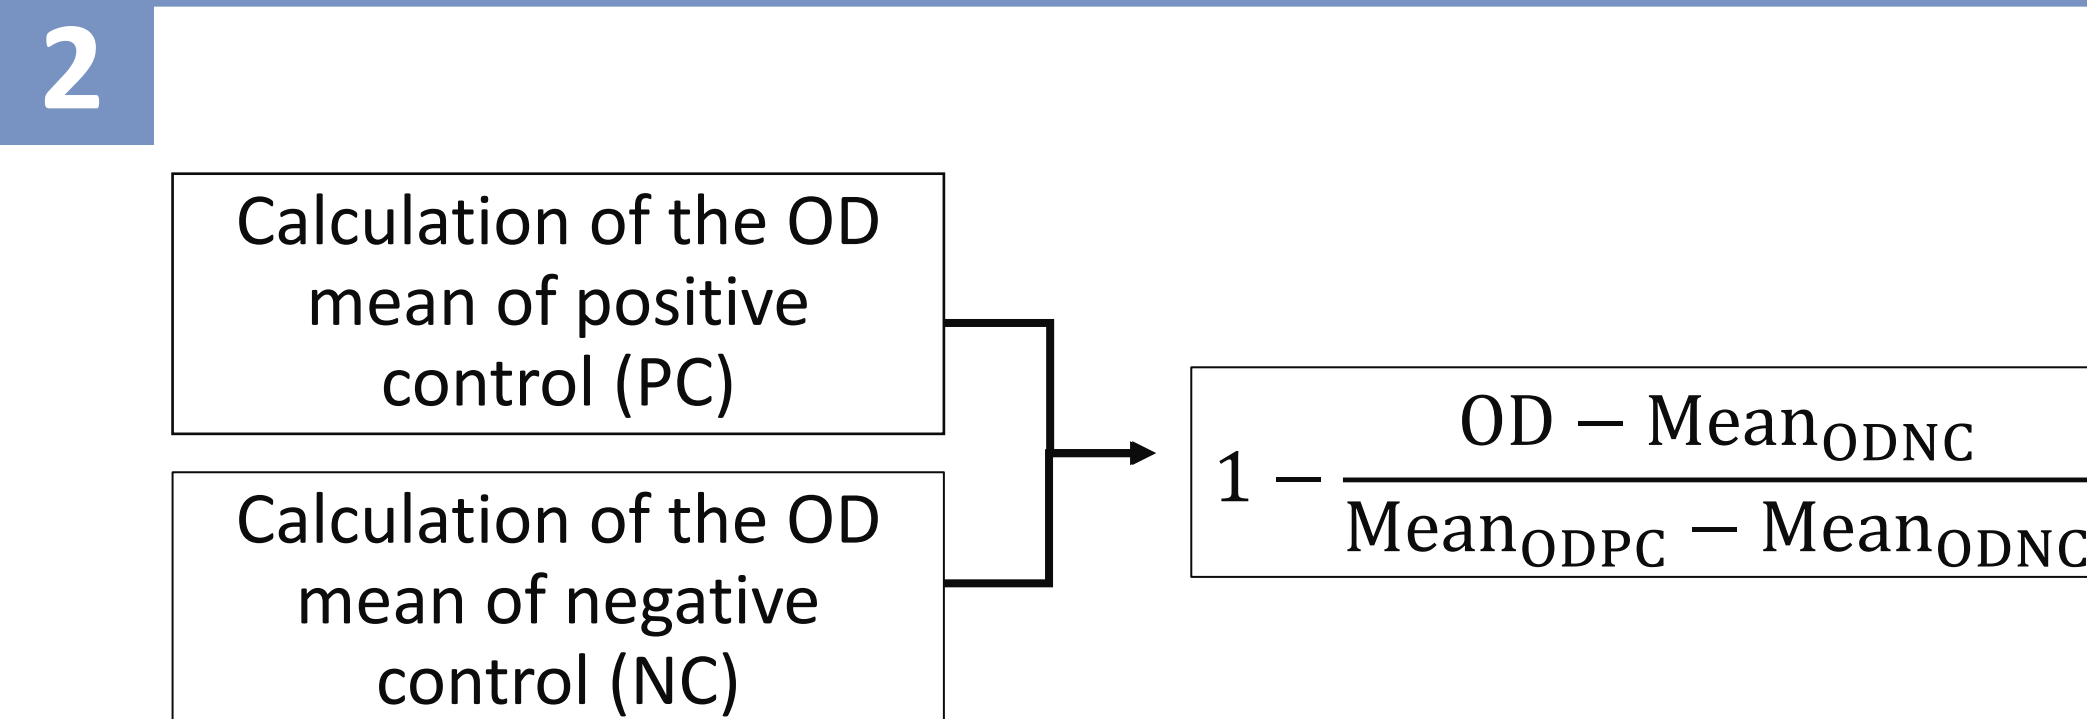 2
Calculation of the OD
mean of positive
control (PC)
Calculation of the OD
mean of negative
control (NC)
OD − Mean_ODNC
1 −
Mean_ODPC − Mean_ODNC